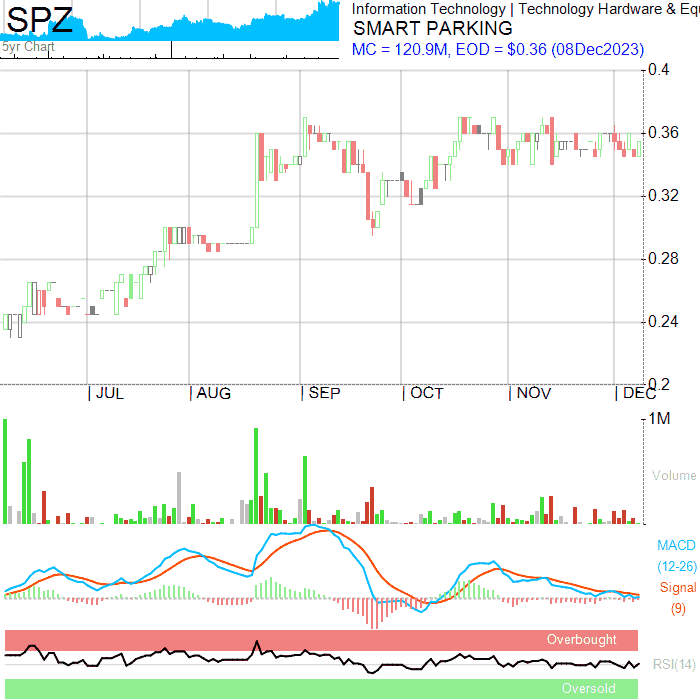 SPZ
5yr Chart
Information Technology | Technology Hardware & Equ
SMART PARKING
MC = 120.9M, EOD = $0.36 (08Dec2023)
0.4
0.36
0.32
0.28
0.24
0.2
JUL
AUG
SEP
OCT
NOV
DEC
1M
Volume
MACD
(12-26)
Signal
(9)
Overbought
RSI(14)
Oversold